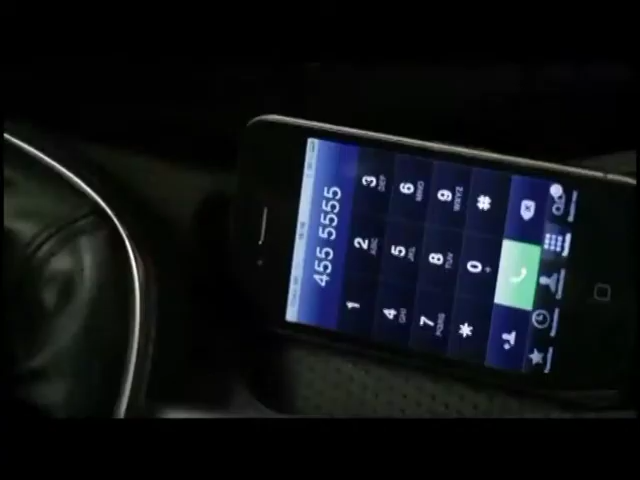 455 5555
1
2 ABC
3 DEF
4 GHI
5 JKL
6 MNO
7 PQRS
8 TUV
9 WXYZ
*
0 +
#